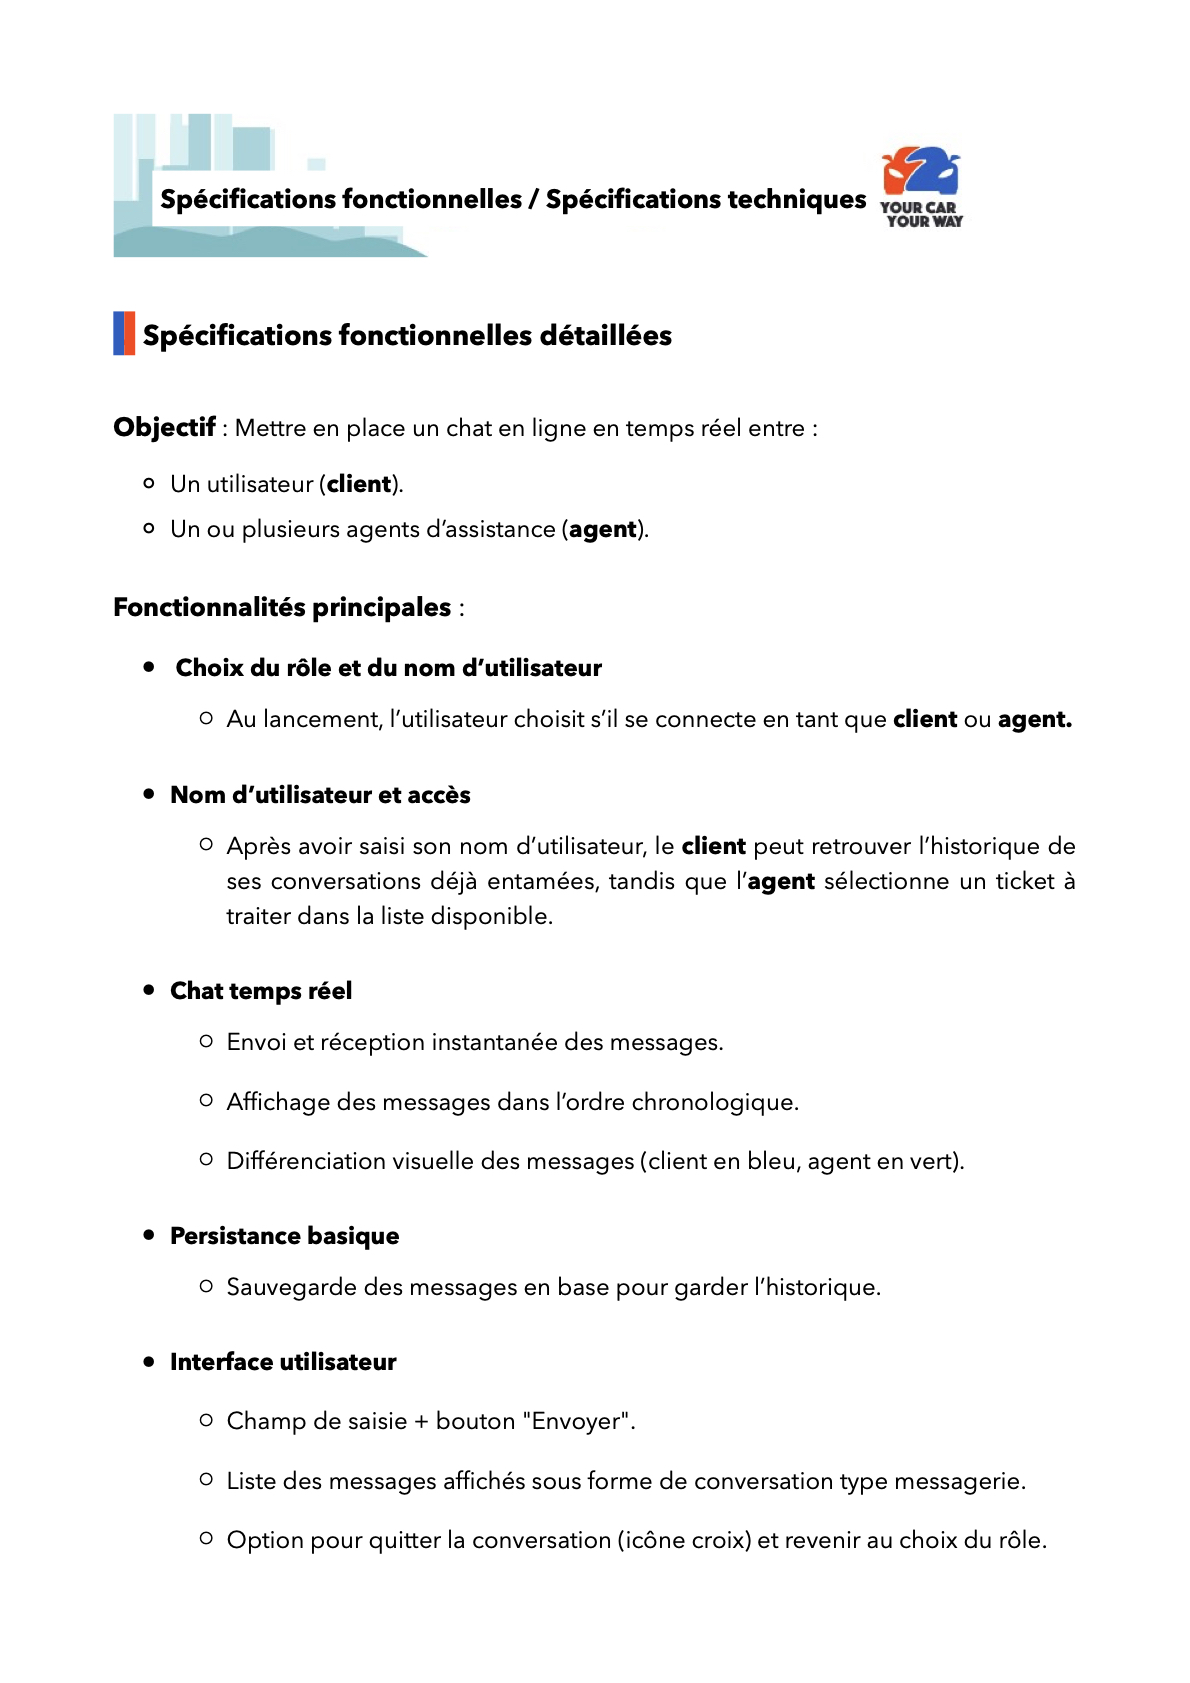 Spécifications fonctionnelles / Spécifications techniques
YOUR CAR
YOUR WAY
Spécifications fonctionnelles détaillées
Objectif : Mettre en place un chat en ligne en temps réel entre :
Un utilisateur (client).
Un ou plusieurs agents d’assistance (agent).
Fonctionnalités principales :
Choix du rôle et du nom d’utilisateur
Au lancement, l’utilisateur choisit s’il se connecte en tant que client ou agent.
Nom d’utilisateur et accès
Après avoir saisi son nom d’utilisateur, le client peut retrouver l’historique de
ses conversations déjà entamées, tandis que l’agent sélectionne un ticket à
traiter dans la liste disponible.
Chat temps réel
Envoi et réception instantanée des messages.
Affichage des messages dans l’ordre chronologique.
Différenciation visuelle des messages (client en bleu, agent en vert).
Persistance basique
Sauvegarde des messages en base pour garder l’historique.
Interface utilisateur
Champ de saisie + bouton "Envoyer".
Liste des messages affichés sous forme de conversation type messagerie.
Option pour quitter la conversation (icône croix) et revenir au choix du rôle.